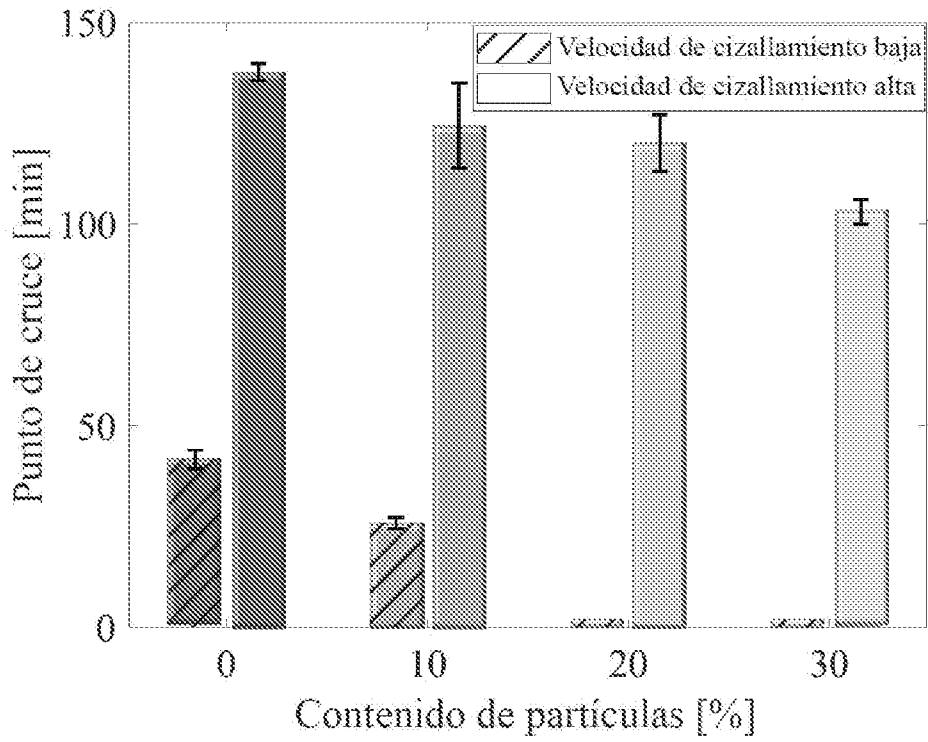 150
100
50
0
Punto de cruce [min]
Velocidad de cizallamiento baja
Velocidad de cizallamiento alta
0 10 20 30
Contenido de partículas [%]